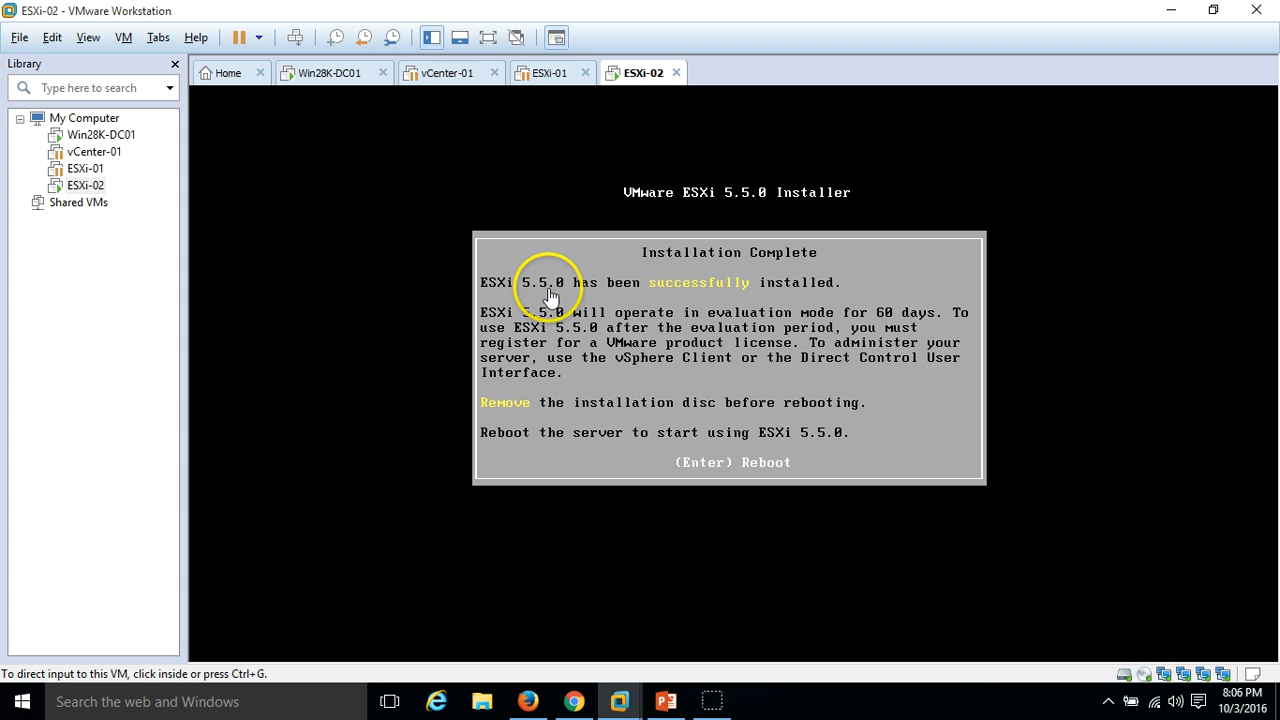 ESXi-02 - VMware Workstation
File Edit View VM Tabs Help
Library
Type here to search
My Computer
Win28K-DC01
vCenter-01
ESXi-01
ESXi-02
Shared VMs
Home Win28K-DC01 vCenter-01 ESXi-01 ESXi-02
VMware ESXi 5.5.0 Installer
Installation Complete
ESXi 5.5.0 has been successfully installed.
ESXi 5.5.0 will operate in evaluation mode for 60 days. To
use ESXi 5.5.0 after the evaluation period, you must
register for a VMware product license. To administer your
server, use the vSphere Client or the Direct Control User
Interface.
Remove the installation disc before rebooting.
Reboot the server to start using ESXi 5.5.0.
(Enter) Reboot
To direct input to this VM, click inside or press Ctrl+G.
Search the web and Windows
8:06 PM
10/3/2016